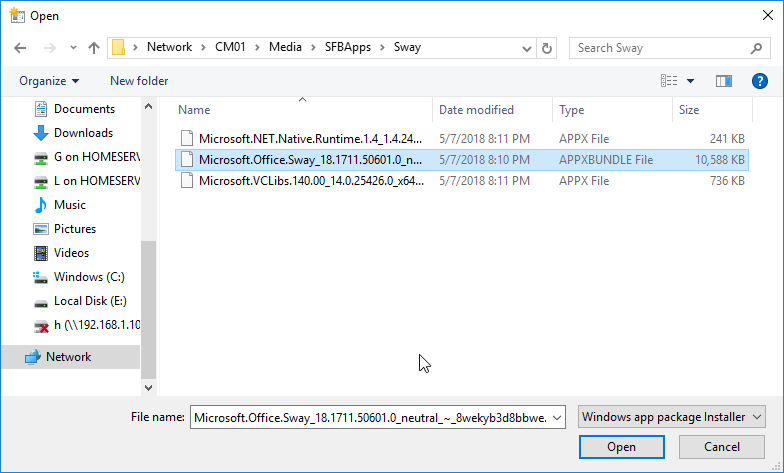 Open
Network > CM01 > Media > SFBApps > Sway
Search Sway
Organize New folder
Name Date modified Type Size
Documents
Downloads
G on HOMESERV
L on HOMESERV
Music
Pictures
Videos
Windows (C:)
Local Disk (E:)
h (\\192.168.1.10
Network
Microsoft.NET.Native.Runtime.1.4_1.4.24... 5/7/2018 8:11 PM APPX File 241 KB
Microsoft.Office.Sway_18.1711.50601.0_ne... 5/7/2018 8:10 PM APPXBUNDLE File 10,588 KB
Microsoft.VCLibs.140.00_14.0.25426.0_x64... 5/7/2018 8:11 PM APPX File 736 KB
File name: Microsoft.Office.Sway_18.1711.50601.0_neutral_~_8wekyb3d8bbwe. Windows app package Installer
Open Cancel